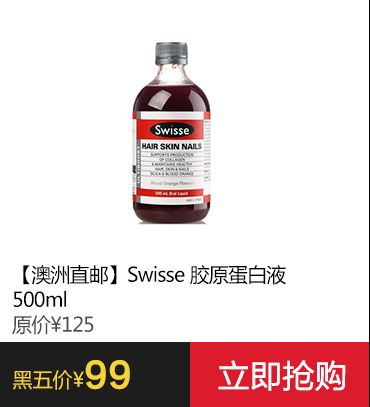 Swisse
HAIR SKIN NAILS
SUPPORTS PRODUCTION
OF COLLAGEN
& MAINTAINS HEALTHY
HAIR, SKIN & NAILS
SILICA & BLOOD ORANGE
Blood Orange Flavour
500 mL Oral Liquid
【澳洲直邮】Swisse 胶原蛋白液
500ml
原价¥125
黑五价¥99
立即抢购